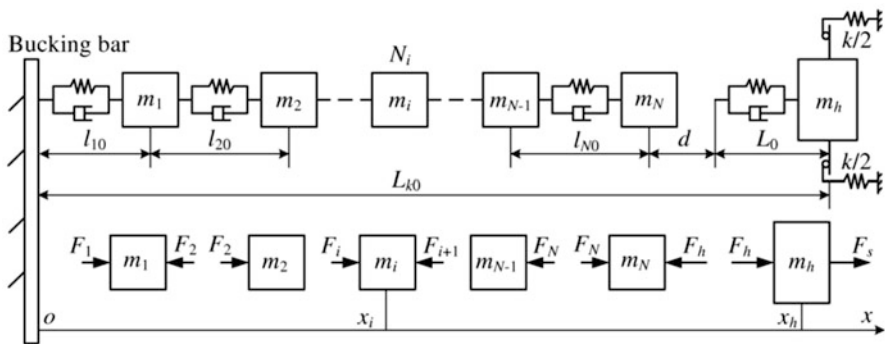 Bucking bar
N_i
k/2
m_1 m_2 m_i m_{N-1} m_N m_h
l_{10} l_{20} l_{N0} d L_0
k/2
L_{k0}
F_1 F_2 F_2 F_i F_{i+1} F_N F_N F_h F_h F_s
m_1 m_2 m_i m_{N-1} m_N m_h
o x_i x_h x